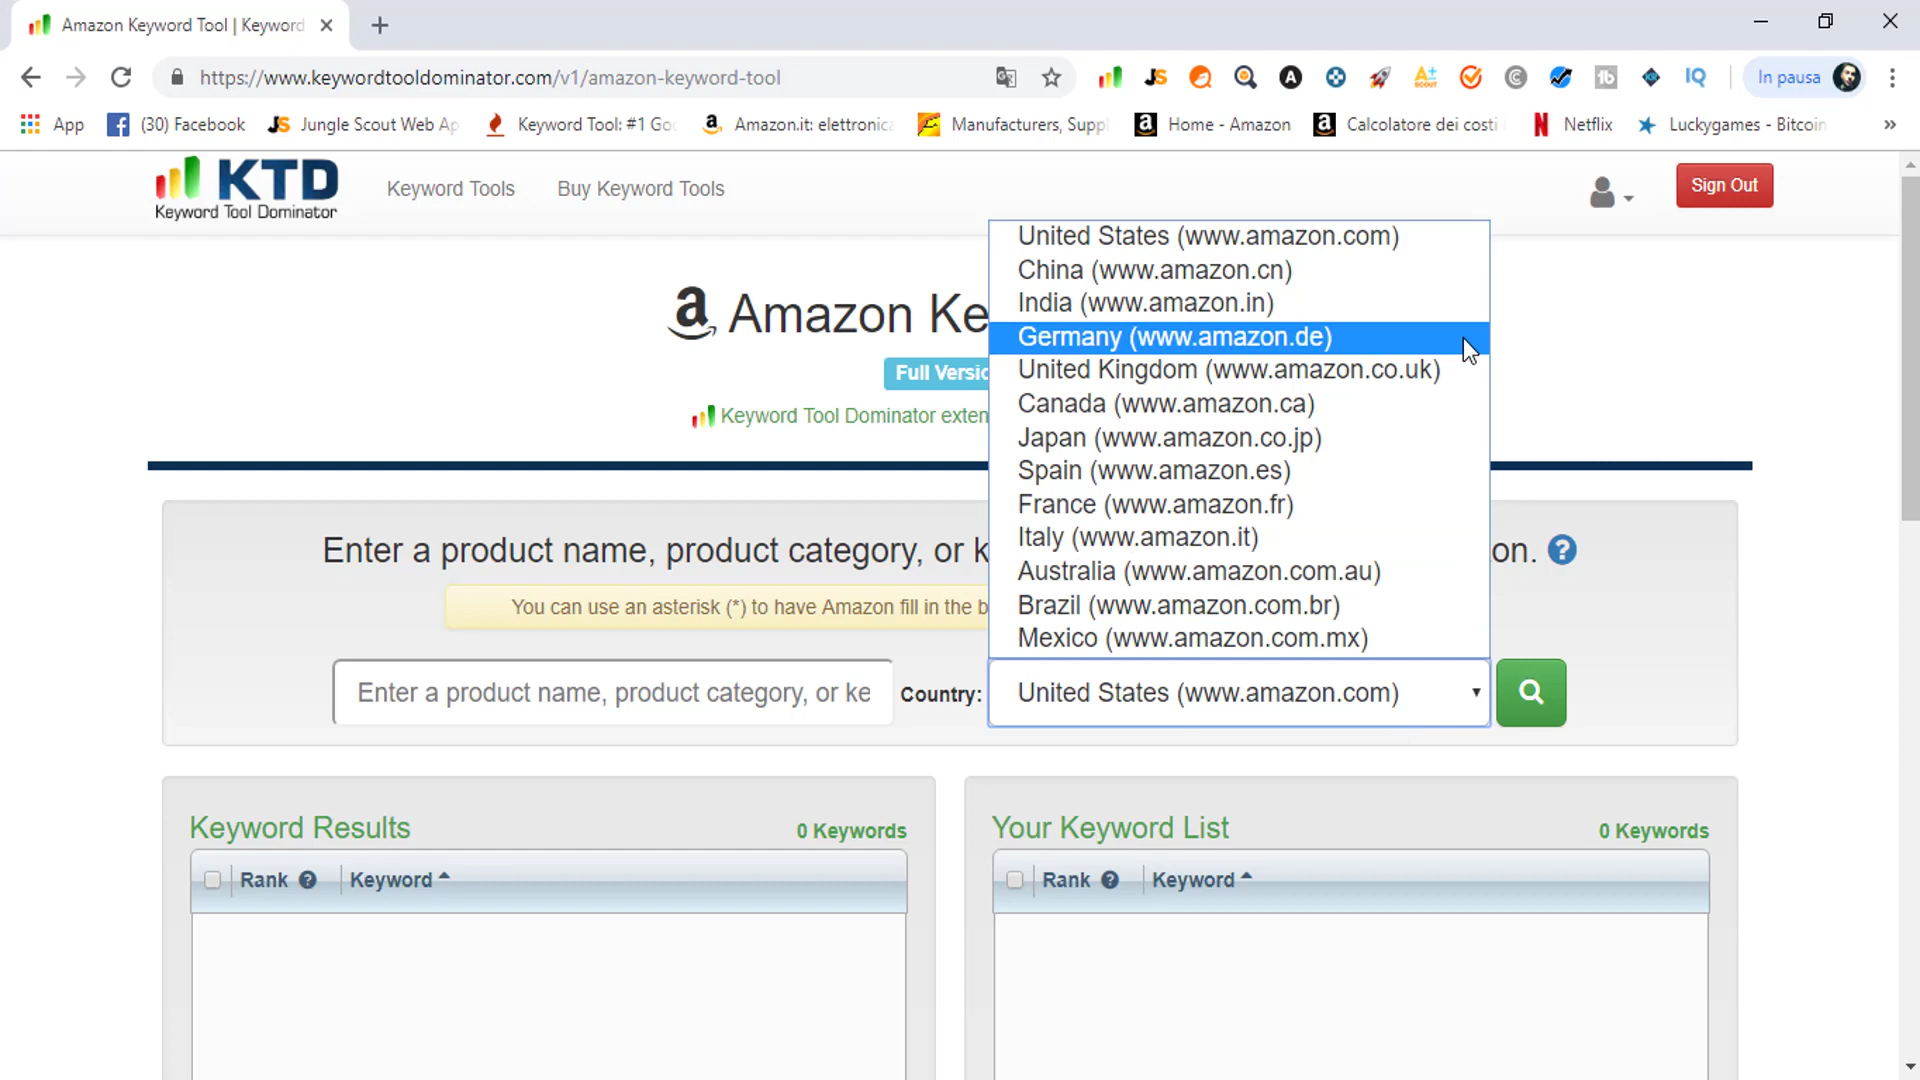 Amazon Keyword Tool | Keyword
https://www.keywordtooldominator.com/v1/amazon-keyword-tool
In pausa
App
(30) Facebook
Jungle Scout Web Ap
Keyword Tool: #1 Go
Amazon.it: elettronica
Manufacturers, Suppl
Home - Amazon
Calcolatore dei costi
Netflix
Luckygames - Bitcoin
KTD
Keyword Tool Dominator
Keyword Tools
Buy Keyword Tools
Sign Out
United States (www.amazon.com)
China (www.amazon.cn)
India (www.amazon.in)
Germany (www.amazon.de)
United Kingdom (www.amazon.co.uk)
Canada (www.amazon.ca)
Japan (www.amazon.co.jp)
Spain (www.amazon.es)
France (www.amazon.fr)
Italy (www.amazon.it)
Australia (www.amazon.com.au)
Brazil (www.amazon.com.br)
Mexico (www.amazon.com.mx)
Amazon Ke
Full Versio
Keyword Tool Dominator exten
Enter a product name, product category, or k on.
You can use an asterisk (*) to have Amazon fill in the b
Enter a product name, product category, or ke
Country:
United States (www.amazon.com)
Keyword Results
0 Keywords
Rank Keyword
Your Keyword List
0 Keywords
Rank Keyword